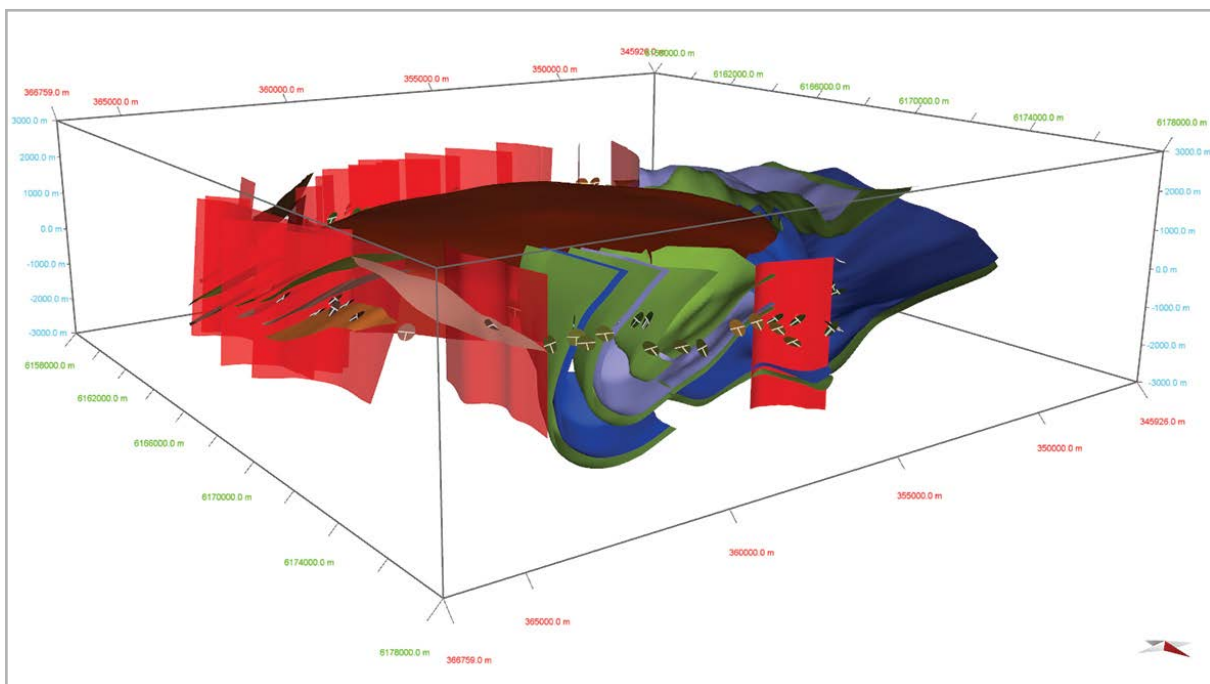 345926.0 m
6158000.0 m
350000.0 m
6162000.0 m
355000.0 m
6166000.0 m
360000.0 m
366759.0 m
365000.0 m
6170000.0 m
6174000.0 m
6178000.0 m
3000.0 m
3000.0 m
2000.0 m
2000.0 m
1000.0 m
1000.0 m
0.0 m
0.0 m
-1000.0 m
-1000.0 m
-2000.0 m
-2000.0 m
-3000.0 m
-3000.0 m
6158000.0 m
6162000.0 m
345926.0 m
6166000.0 m
350000.0 m
6170000.0 m
355000.0 m
6174000.0 m
360000.0 m
365000.0 m
6178000.0 m
366759.0 m